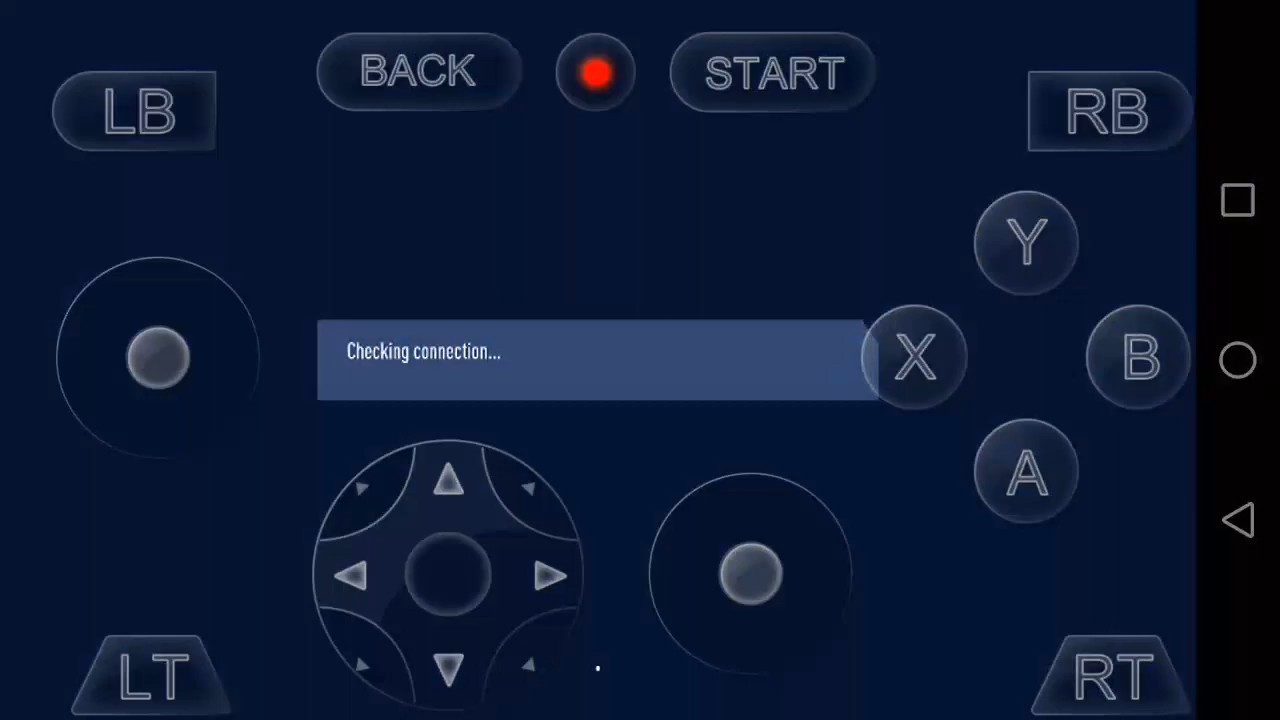 BACK
START
LB
RB
Y
Checking connection...
X
B
A
LT
RT